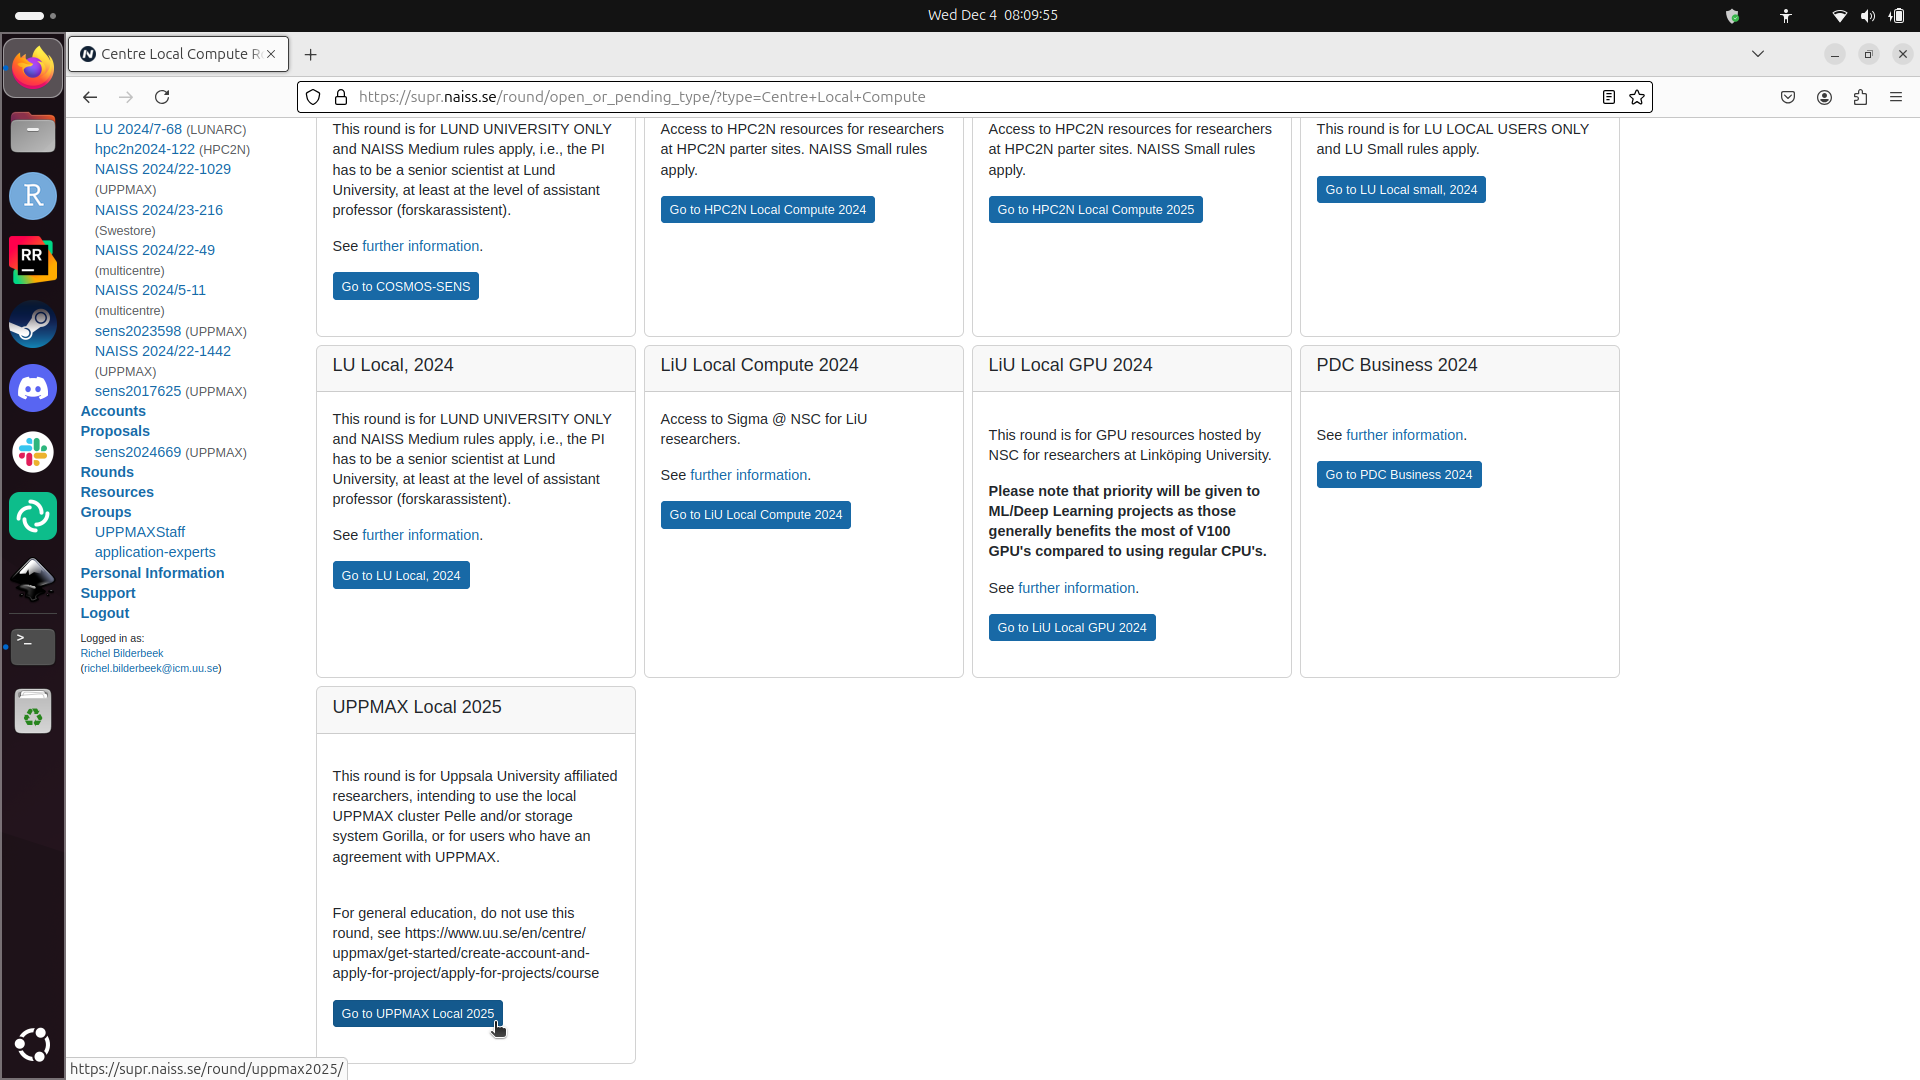 Wed Dec 4 08:09:55
Centre Local Compute R
https://supr.naiss.se/round/open_or_pending_type/?type=Centre+Local+Compute
LU 2024/7-68 (LUNARC)
hpc2n2024-122 (HPC2N)
NAISS 2024/22-1029
(UPPMAX)
NAISS 2024/23-216
(Swestore)
NAISS 2024/22-49
(multicentre)
NAISS 2024/5-11
(multicentre)
sens2023598 (UPPMAX)
NAISS 2024/22-1442
(UPPMAX)
sens2017625 (UPPMAX)
Accounts
Proposals
sens2024669 (UPPMAX)
Rounds
Resources
Groups
UPPMAXStaff
application-experts
Personal Information
Support
Logout
Logged in as:
Richel Bilderbeek
(richel.bilderbeek@icm.uu.se)
This round is for LUND UNIVERSITY ONLY
and NAISS Medium rules apply, i.e., the PI
has to be a senior scientist at Lund
University, at least at the level of assistant
professor (forskarassistent).
See further information.
Go to COSMOS-SENS
Access to HPC2N resources for researchers
at HPC2N parter sites. NAISS Small rules
apply.
Go to HPC2N Local Compute 2024
Access to HPC2N resources for researchers
at HPC2N parter sites. NAISS Small rules
apply.
Go to HPC2N Local Compute 2025
This round is for LU LOCAL USERS ONLY
and LU Small rules apply.
Go to LU Local small, 2024
LU Local, 2024
This round is for LUND UNIVERSITY ONLY
and NAISS Medium rules apply, i.e., the PI
has to be a senior scientist at Lund
University, at least at the level of assistant
professor (forskarassistent).
See further information.
Go to LU Local, 2024
LiU Local Compute 2024
Access to Sigma @ NSC for LiU
researchers.
See further information.
Go to LiU Local Compute 2024
LiU Local GPU 2024
This round is for GPU resources hosted by
NSC for researchers at Linköping University.
Please note that priority will be given to
ML/Deep Learning projects as those
generally benefits the most of V100
GPU's compared to using regular CPU's.
See further information.
Go to LiU Local GPU 2024
PDC Business 2024
See further information.
Go to PDC Business 2024
UPPMAX Local 2025
This round is for Uppsala University affiliated
researchers, intending to use the local
UPPMAX cluster Pelle and/or storage
system Gorilla, or for users who have an
agreement with UPPMAX.
For general education, do not use this
round, see https://www.uu.se/en/centre/
uppmax/get-started/create-account-and-
apply-for-project/apply-for-projects/course
Go to UPPMAX Local 2025
https://supr.naiss.se/round/uppmax2025/
R
RR
>_